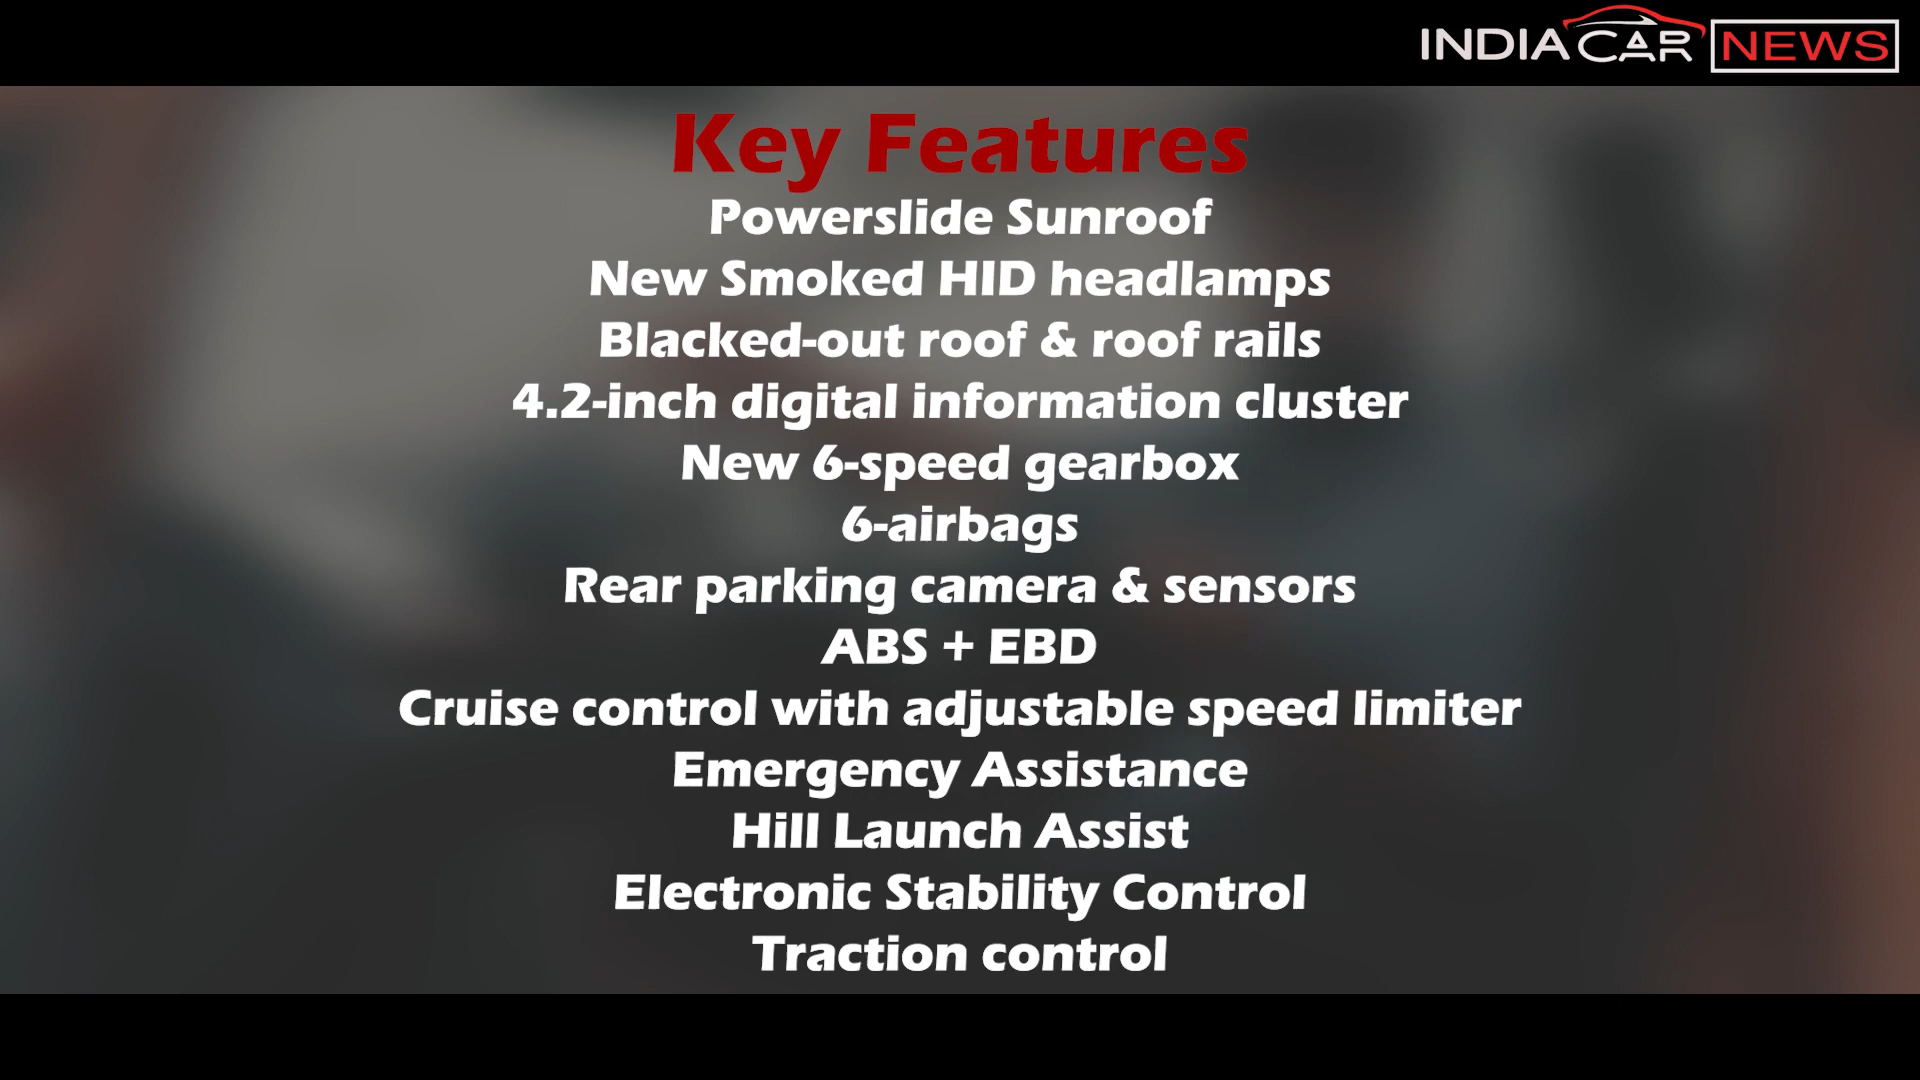 INDIA CAR NEWS
Key Features
Powerslide Sunroof
New Smoked HID headlamps
Blacked-out roof & roof rails
4.2-inch digital information cluster
New 6-speed gearbox
6-airbags
Rear parking camera & sensors
ABS + EBD
Cruise control with adjustable speed limiter
Emergency Assistance
Hill Launch Assist
Electronic Stability Control
Traction control